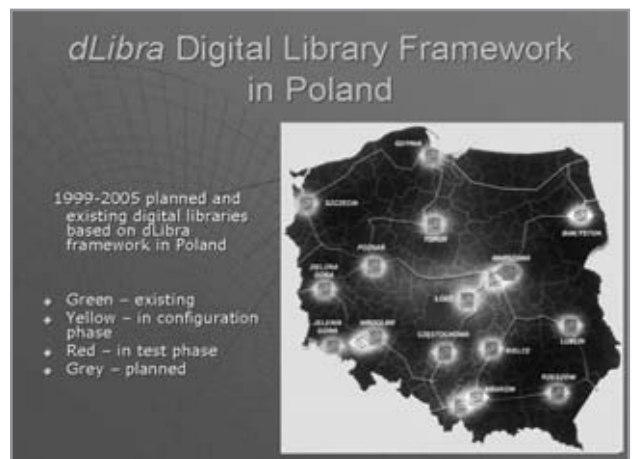 dLibra Digital Library Framework
in Poland
1999-2005 planned and
existing digital libraries
based on dLibra
framework in Poland
Green – existing
Yellow – in configuration
phase
Red – in test phase
Grey – planned
GDYNIA
SZCZECIN
BIAŁYSTOK
TORUŃ
POZNAŃ
WARSZAWA
ZIELONA
GÓRA
ŁÓDŹ
JELENIA
GÓRA
WROCŁAW
CZĘSTOCHOWA
LUBLIN
KIELCE
KRAKÓW
RZESZÓW